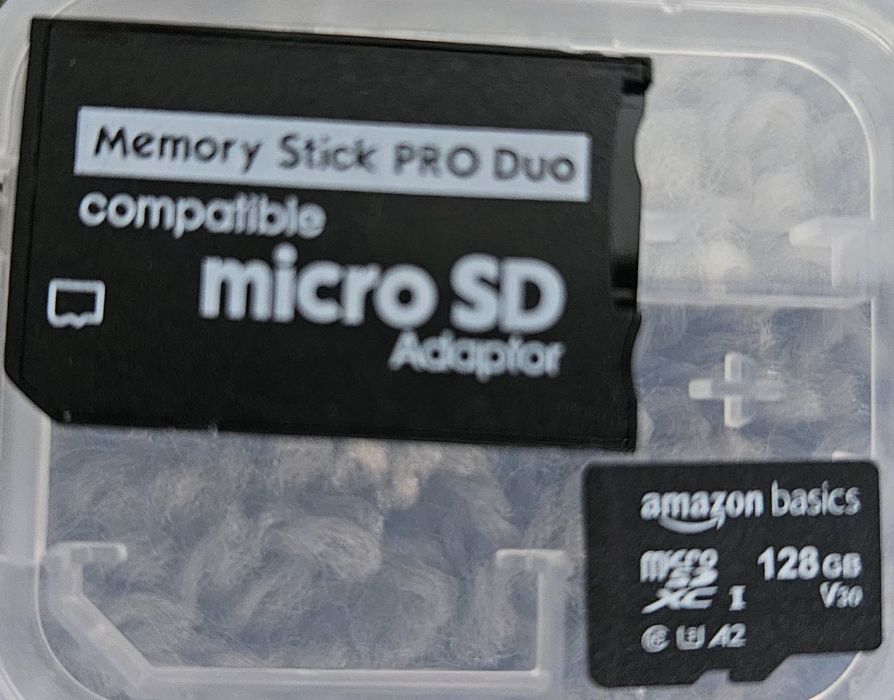 Memory Stick PRO Duo
compatible
micro SD
Adaptor
amazon basics
micro SD XC I 128GB
V30
A2